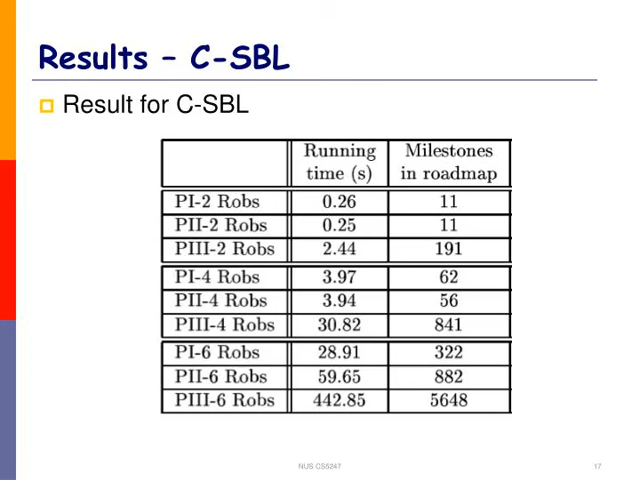 Results – C-SBL
Result for C-SBL
Running time (s) Milestones in roadmap
PI-2 Robs 0.26 11
PII-2 Robs 0.25 11
PIII-2 Robs 2.44 191
PI-4 Robs 3.97 62
PII-4 Robs 3.94 56
PIII-4 Robs 30.82 841
PI-6 Robs 28.91 322
PII-6 Robs 59.65 882
PIII-6 Robs 442.85 5648
NUS CS5247 17